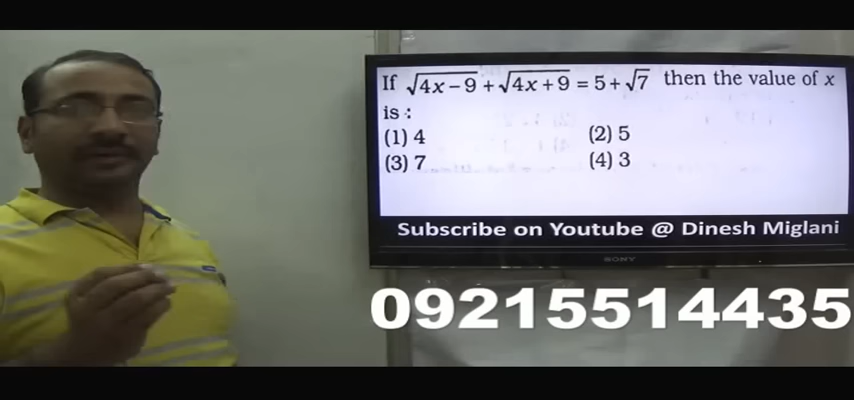 If √4x−9 + √4x+9 = 5+√7 then the value of x
is :
(1) 4 (2) 5
(3) 7 (4) 3
Subscribe on Youtube @ Dinesh Miglani
SONY
09215514435